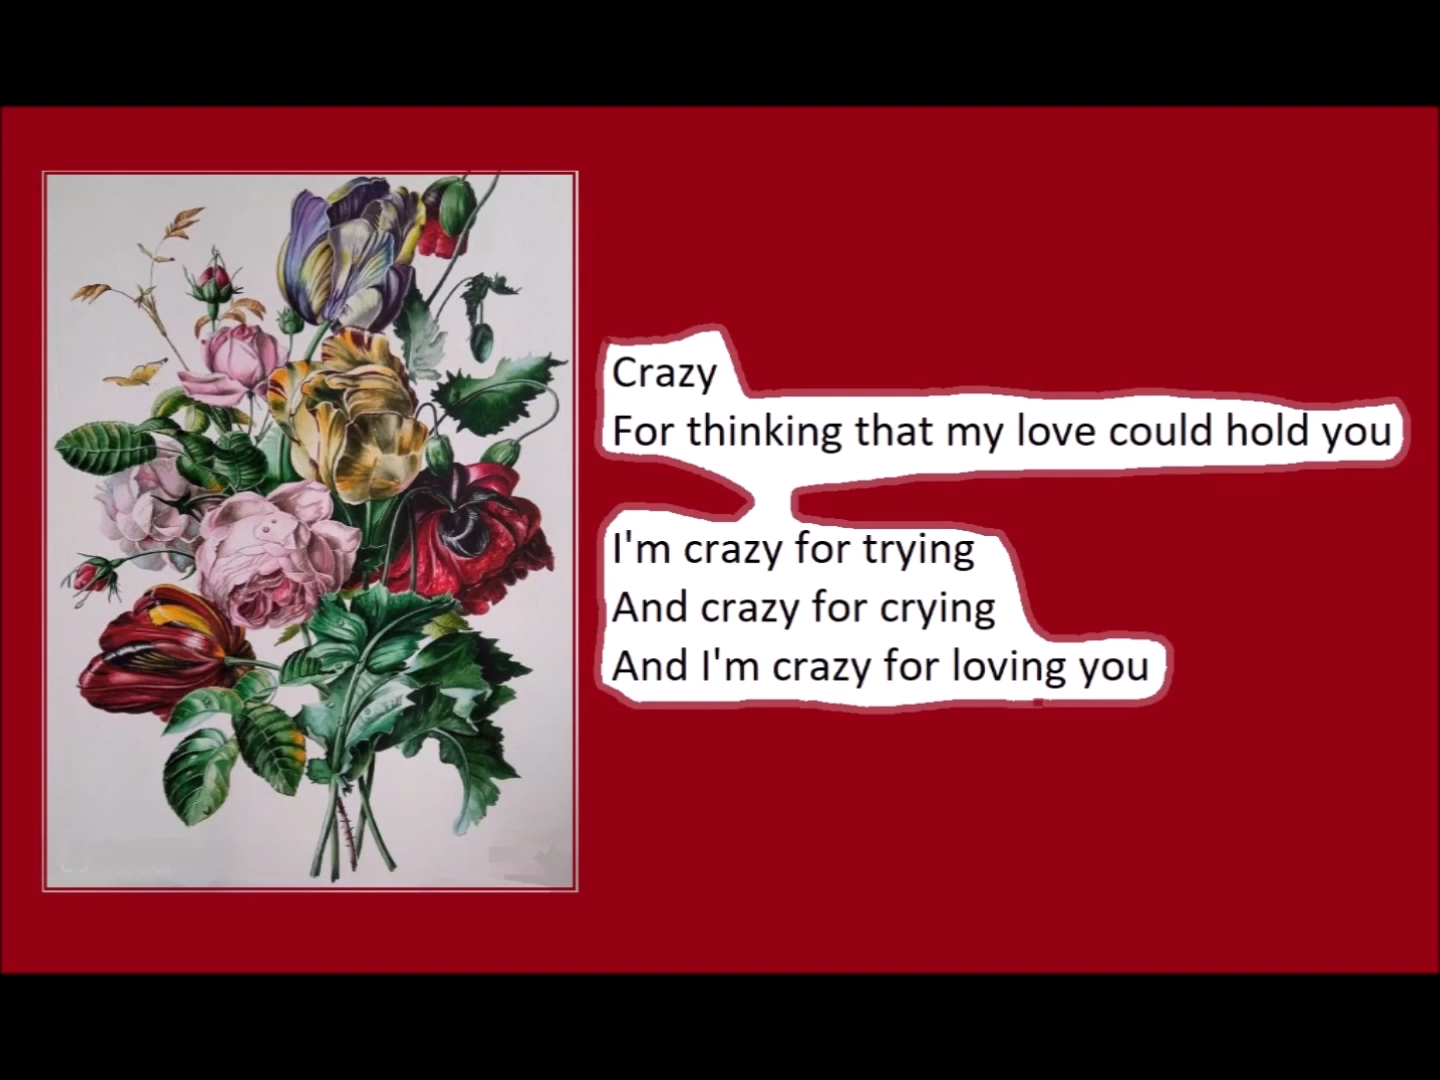 Crazy
For thinking that my love could hold you
I'm crazy for trying
And crazy for crying
And I'm crazy for loving you